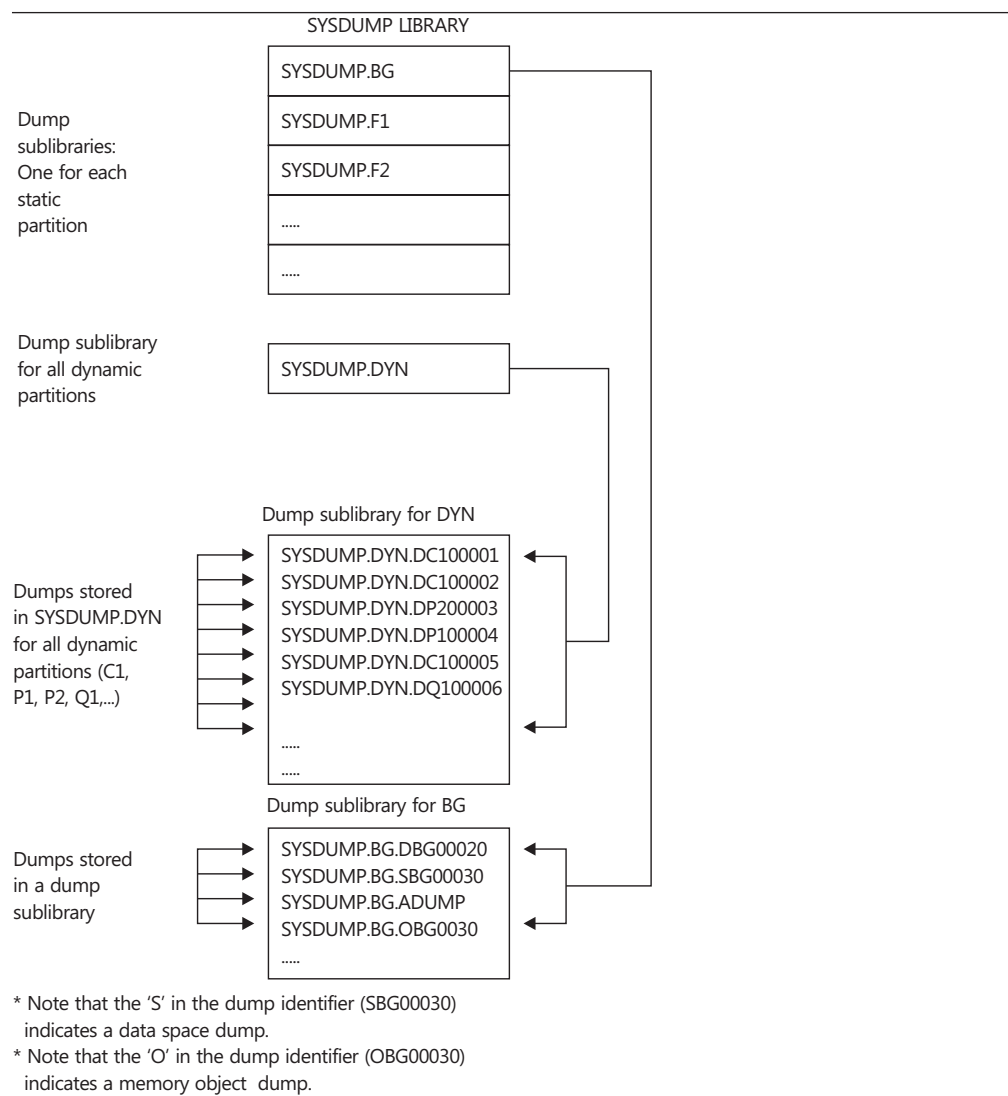 SYSDUMP LIBRARY
SYSDUMP.BG
SYSDUMP.F1
SYSDUMP.F2
.....
.....
Dump
sublibraries:
One for each
static
partition
Dump sublibrary
for all dynamic
partitions
SYSDUMP.DYN
Dump sublibrary for DYN
SYSDUMP.DYN.DC100001
SYSDUMP.DYN.DC100002
SYSDUMP.DYN.DP200003
SYSDUMP.DYN.DP100004
SYSDUMP.DYN.DC100005
SYSDUMP.DYN.DQ100006
.....
.....
Dumps stored
in SYSDUMP.DYN
for all dynamic
partitions (C1,
P1, P2, Q1,...)
Dump sublibrary for BG
SYSDUMP.BG.DBG00020
SYSDUMP.BG.SBG00030
SYSDUMP.BG.ADUMP
SYSDUMP.BG.OBG0030
.....
Dumps stored
in a dump
sublibrary
* Note that the ‘S’ in the dump identifier (SBG00030)
indicates a data space dump.
* Note that the ‘O’ in the dump identifier (OBG00030)
indicates a memory object dump.